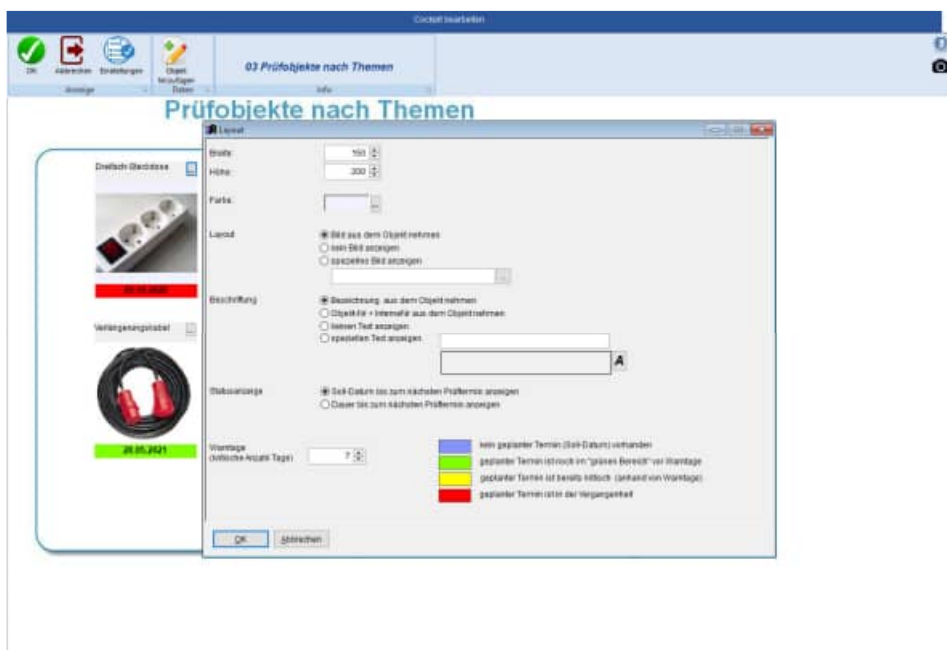 Cockpit bearbeiten
OK
Abbrechen
Einstellungen
Objekt
hinzufügen
Anzeige
Daten
03 Prüfobjekte nach Themen
Info
Prüfobjekte nach Themen
Layout
Dreifach-Steckdose
Verlängerungskabel
20.05.2021
Breite:
150
Höhe:
200
Farbe:
...
Layout
Bild aus dem Objekt nehmen
kein Bild anzeigen
spezielles Bild anzeigen
...
Beschriftung
Bezeichnung aus dem Objekt nehmen
ObjektNr + InterneNr aus dem Objekt nehmen
keinen Text anzeigen
speziellen Text anzeigen
A
Statusanzeige
Soll-Datum bis zum nächsten Prüftermin anzeigen
Dauer bis zum nächsten Prüftermin anzeigen
Warntage
(kritische Anzahl Tage)
7
kein geplanter Termin (Soll-Datum) vorhanden
geplanter Termin ist noch im "grünen Bereich" vor Warntage
geplanter Termin ist bereits kritisch (anhand von Warntage)
geplanter Termin ist in der Vergangenheit
OK
Abbrechen